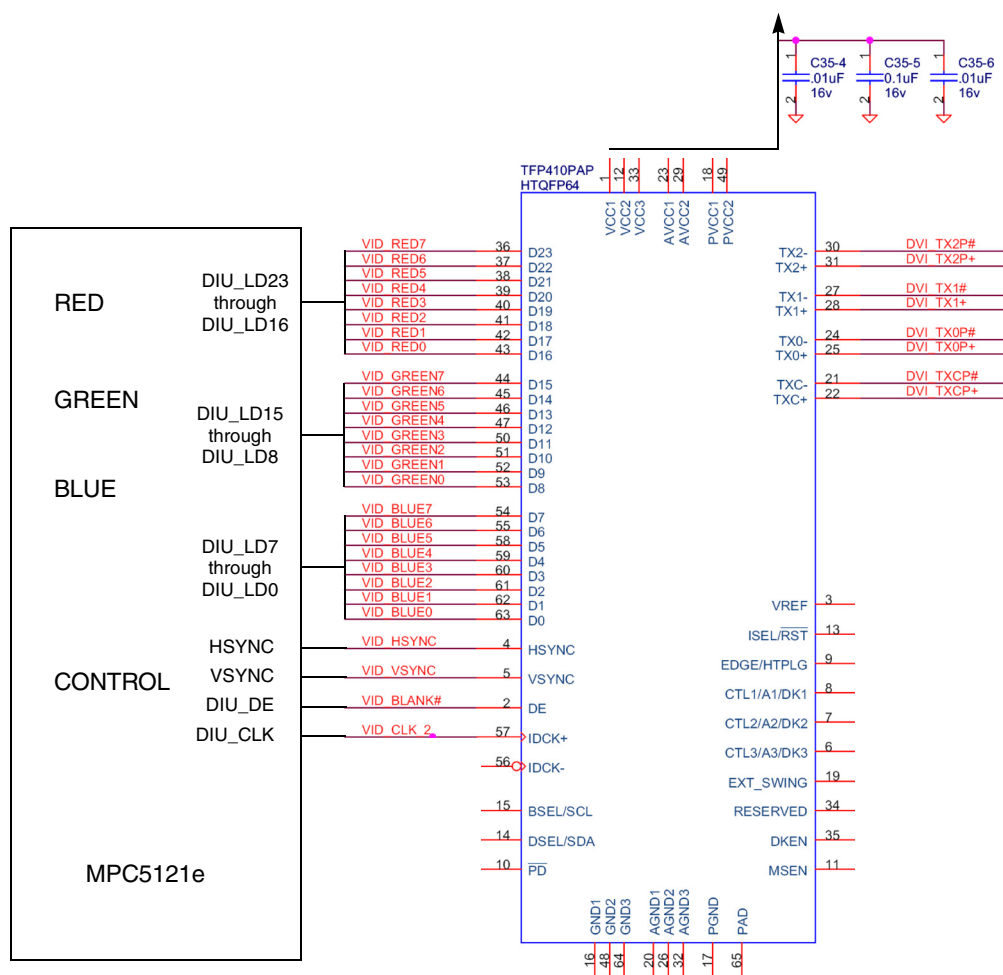 1 C35-4 .01uF 16v 2
1 C35-5 0.1uF 16v 2
1 C35-6 .01uF 16v 2
TFP410PAP
HTQFP64
1 12 33 23 29 18 49
VCC1 VCC2 VCC3 AVCC1 AVCC2 PVCC1 PVCC2
RED
DIU_LD23
through
DIU_LD16
VID_RED7 36 D23
VID_RED6 37 D22
VID_RED5 38 D21
VID_RED4 39 D20
VID_RED3 40 D19
VID_RED2 41 D18
VID_RED1 42 D17
VID_RED0 43 D16
GREEN
DIU_LD15
through
DIU_LD8
VID_GREEN7 44 D15
VID_GREEN6 45 D14
VID_GREEN5 46 D13
VID_GREEN4 47 D12
VID_GREEN3 50 D11
VID_GREEN2 51 D10
VID_GREEN1 52 D9
VID_GREEN0 53 D8
BLUE
DIU_LD7
through
DIU_LD0
VID_BLUE7 54 D7
VID_BLUE6 55 D6
VID_BLUE5 58 D5
VID_BLUE4 59 D4
VID_BLUE3 60 D3
VID_BLUE2 61 D2
VID_BLUE1 62 D1
VID_BLUE0 63 D0
CONTROL
HSYNC VID_HSYNC 4 HSYNC
VSYNC VID_VSYNC 5 VSYNC
DIU_DE VID_BLANK# 2 DE
DIU_CLK VID_CLK_2 57 IDCK+
56 IDCK-
15 BSEL/SCL
14 DSEL/SDA
10 PD
MPC5121e
TX2- 30 DVI_TX2P#
TX2+ 31 DVI_TX2P+
TX1- 27 DVI_TX1#
TX1+ 28 DVI_TX1+
TX0- 24 DVI_TX0P#
TX0+ 25 DVI_TX0P+
TXC- 21 DVI_TXCP#
TXC+ 22 DVI_TXCP+
VREF 3
ISEL/RST 13
EDGE/HTPLG 9
CTL1/A1/DK1 8
CTL2/A2/DK2 7
CTL3/A3/DK3 6
EXT_SWING 19
RESERVED 34
DKEN 35
MSEN 11
GND1 GND2 GND3 AGND1 AGND2 AGND3 PGND PAD
16 48 64 20 26 32 17 65